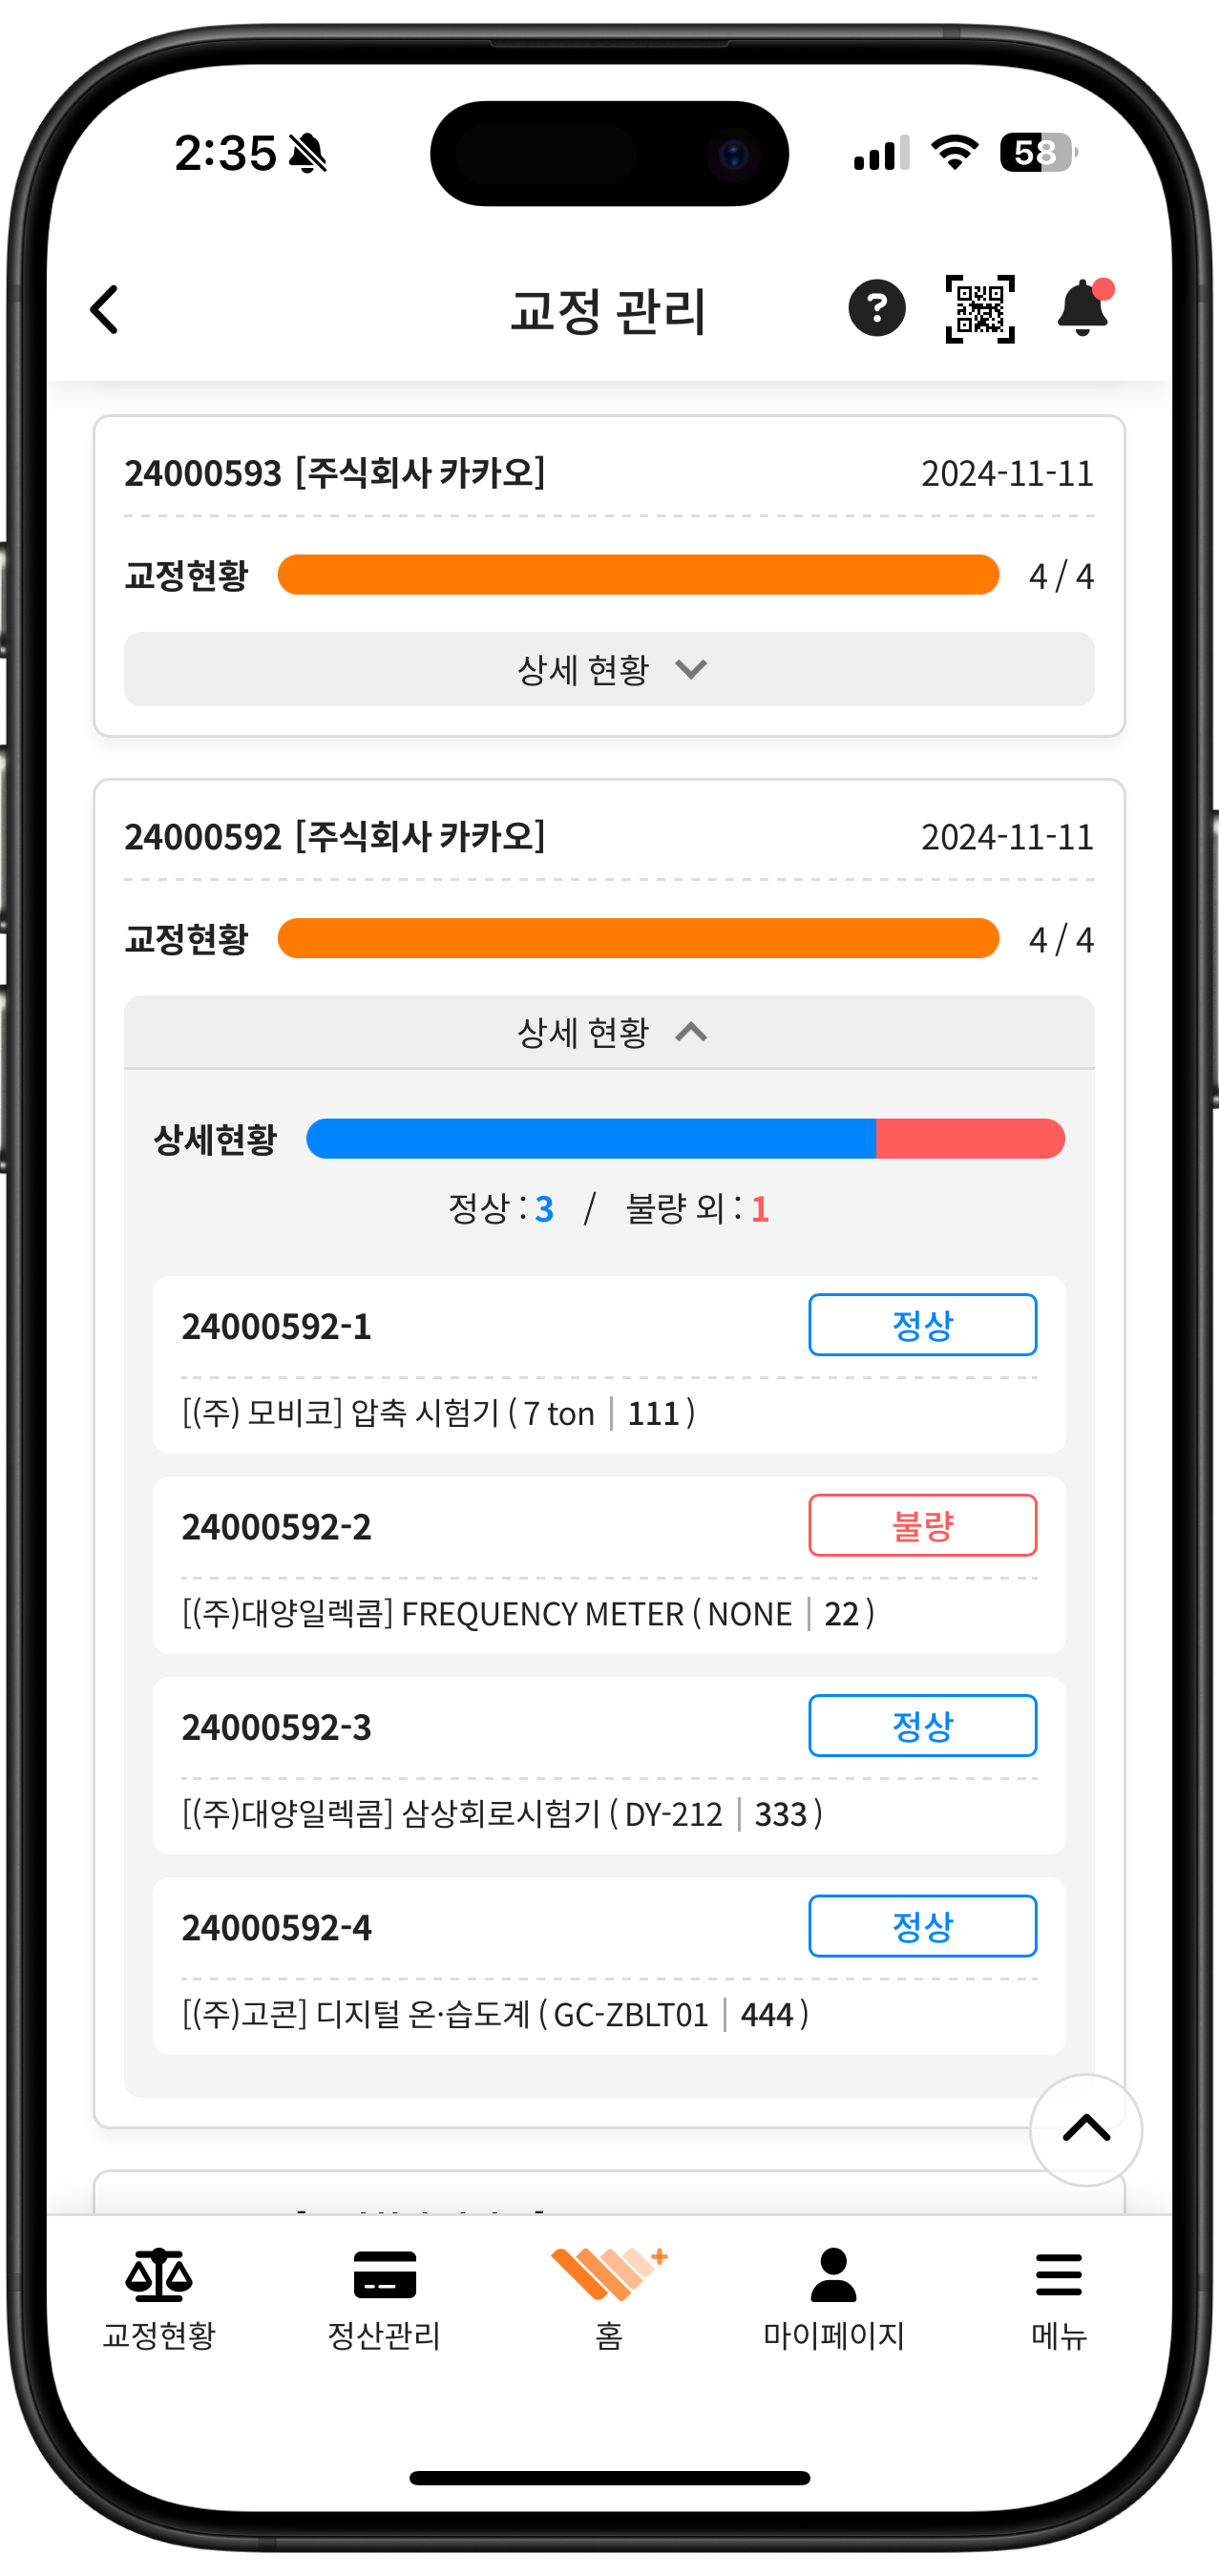 2:35
58
교정 관리
24000593 [주식회사 카카오] 2024-11-11
교정현황 4 / 4
상세 현황
24000592 [주식회사 카카오] 2024-11-11
교정현황 4 / 4
상세 현황
상세현황
정상 : 3 / 불량 외 : 1
24000592-1 정상
[(주) 모비코] 압축 시험기 ( 7 ton | 111 )
24000592-2 불량
[(주)대양일렉콤] FREQUENCY METER ( NONE | 22 )
24000592-3 정상
[(주)대양일렉콤] 삼상회로시험기 ( DY-212 | 333 )
24000592-4 정상
[(주)고콘] 디지털 온·습도계 ( GC-ZBLT01 | 444 )
교정현황 정산관리 홈 마이페이지 메뉴